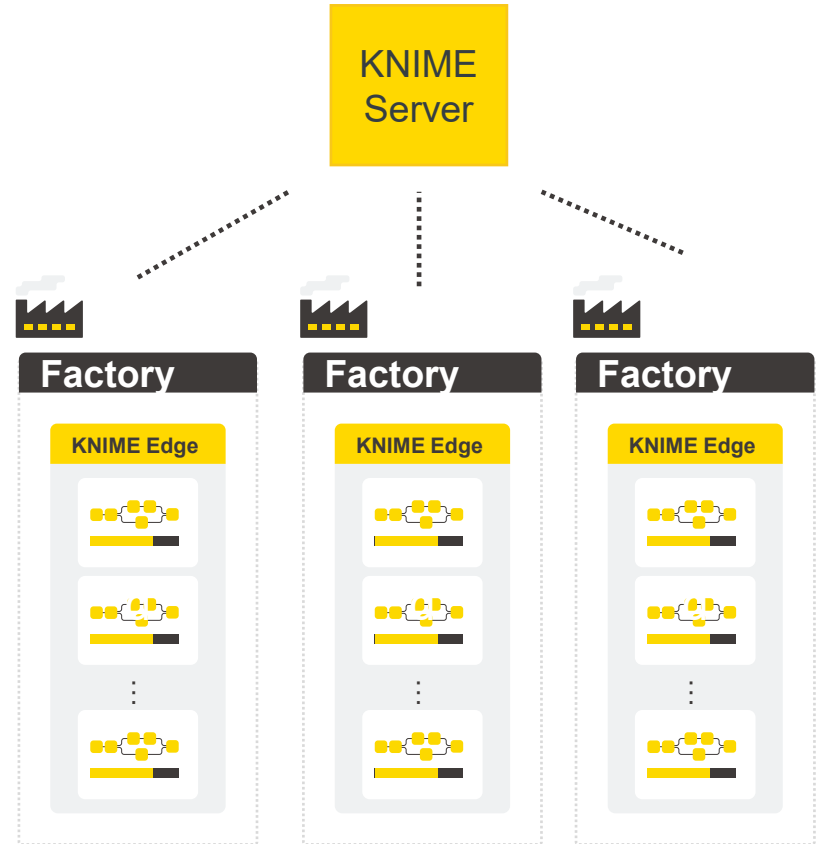 KNIME
Server
Factory
Factory
Factory
KNIME Edge
KNIME Edge
KNIME Edge